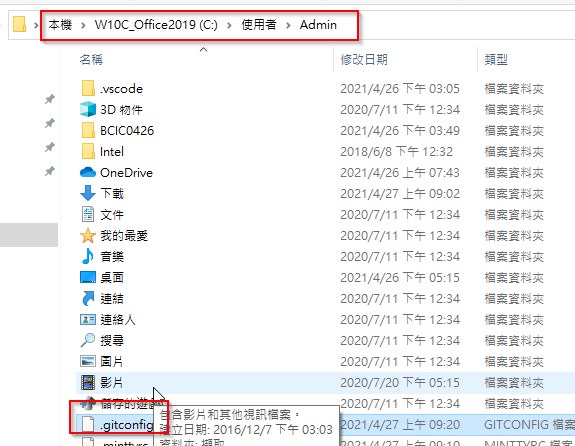 本機 > W10C_Office2019 (C:) > 使用者 > Admin
名稱 修改日期 類型
.vscode 2021/4/26 下午 03:05 檔案資料夾
3D 物件 2020/7/11 下午 12:34 檔案資料夾
BCIC0426 2021/4/26 下午 03:49 檔案資料夾
Intel 2018/6/8 下午 12:32 檔案資料夾
OneDrive 2021/4/26 上午 07:43 檔案資料夾
下載 2021/4/27 上午 09:02 檔案資料夾
文件 2020/7/11 下午 12:34 檔案資料夾
我的最愛 2020/7/11 下午 12:34 檔案資料夾
音樂 2020/7/11 下午 12:34 檔案資料夾
桌面 2021/4/26 下午 05:15 檔案資料夾
連結 2020/7/11 下午 12:34 檔案資料夾
連絡人 2020/7/11 下午 12:34 檔案資料夾
搜尋 2020/7/11 下午 12:34 檔案資料夾
圖片 2020/7/11 下午 12:34 檔案資料夾
影片 2020/7/20 下午 05:15 檔案資料夾
儲存的遊戲 2020/7/11 下午 12:34 檔案資料夾
包含影片和其他視訊檔案。
.gitconfig 2021/4/27 上午 09:20 GITCONFIG 檔案
建立日期: 2016/12/7 下午 03:03